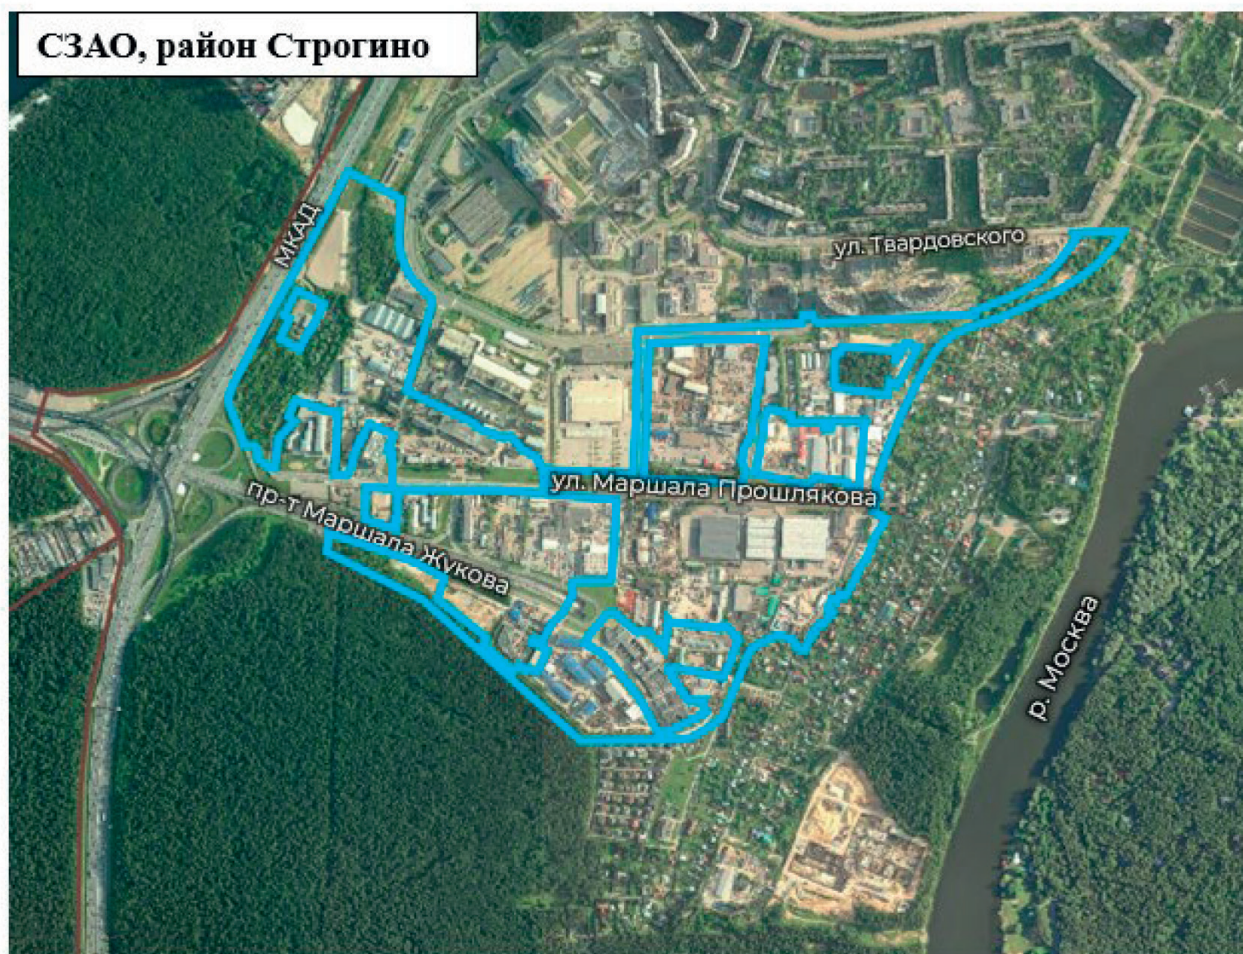 СЗАО, район Строгино
МКАД
ул. Твардовского
ул. Маршала Прошлякова
пр-т Маршала Жукова
р. Москва